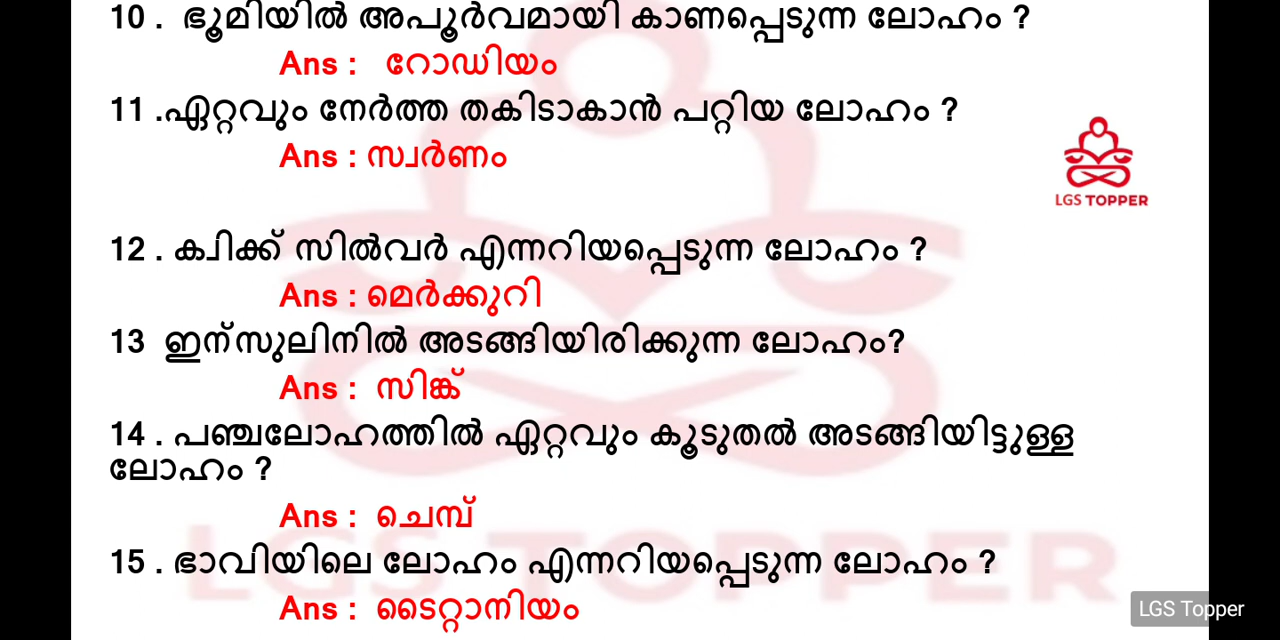 10 . ഭൂമിയിൽ അപൂർവമായി കാണപ്പെടുന്ന ലോഹം ?
Ans : റോഡിയം
11 .ഏറ്റവും നേർത്ത തകിടാകാൻ പറ്റിയ ലോഹം ?
Ans : സ്വർണം
LGS TOPPER
12 . ക്വിക്ക് സിൽവർ എന്നറിയപ്പെടുന്ന ലോഹം ?
Ans : മെർക്കുറി
13 ഇന്സുലിനിൽ അടങ്ങിയിരിക്കുന്ന ലോഹം?
Ans : സിങ്ക്
14 . പഞ്ചലോഹത്തിൽ ഏറ്റവും കൂടുതൽ അടങ്ങിയിട്ടുള്ള
ലോഹം ?
Ans : ചെമ്പ്
LGS TOPPER
15 . ഭാവിയിലെ ലോഹം എന്നറിയപ്പെടുന്ന ലോഹം ?
Ans : ടൈറ്റാനിയം
LGS Topper